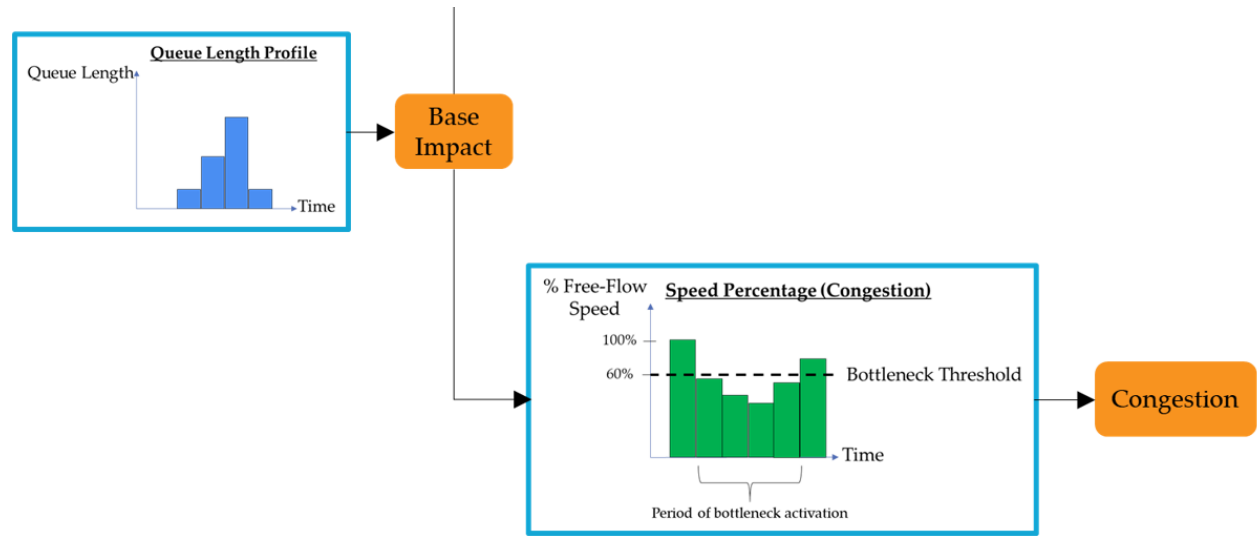 Queue Length Profile
Queue Length
Time
Base
Impact
% Free-Flow
Speed
Speed Percentage (Congestion)
100%
60%
Bottleneck Threshold
Time
Period of bottleneck activation
Congestion